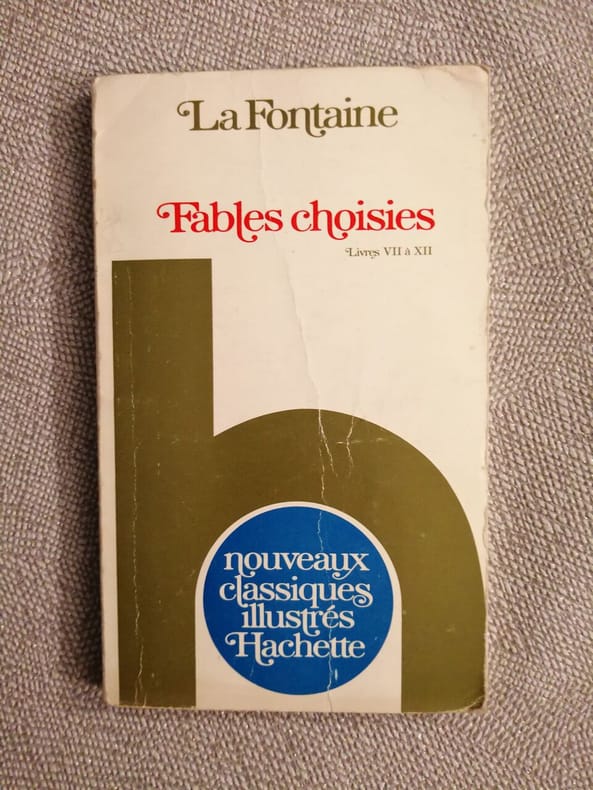 La Fontaine
Fables choisies
Livres VII à XII
nouveaux
classiques
illustrés
Hachette